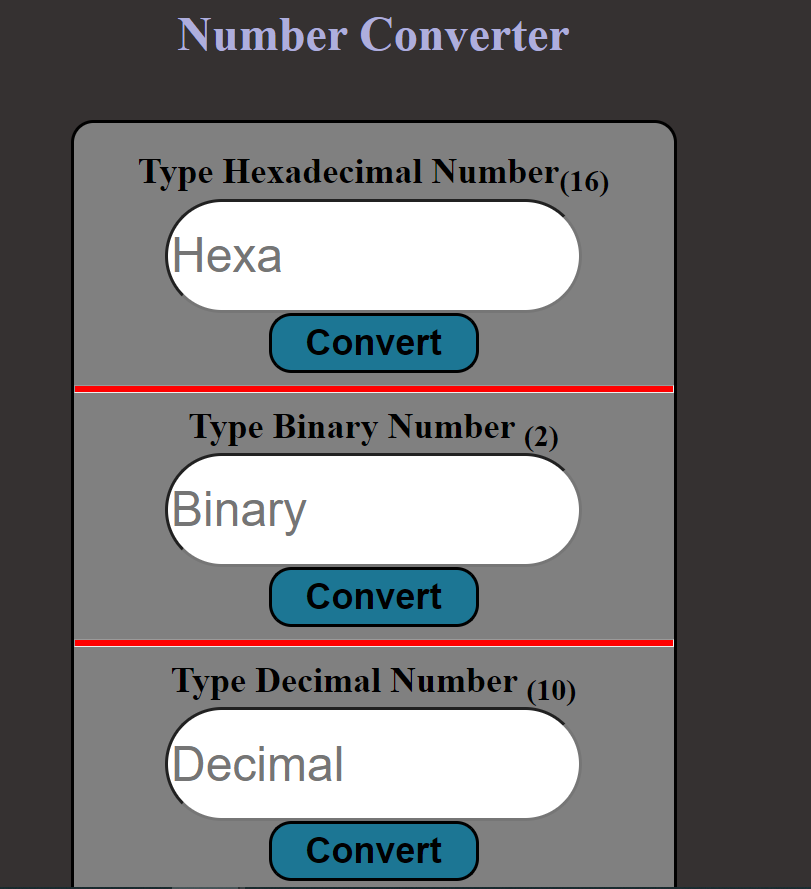 Number Converter
Type Hexadecimal Number(16)
Hexa
Convert
Type Binary Number (2)
Binary
Convert
Type Decimal Number (10)
Decimal
Convert